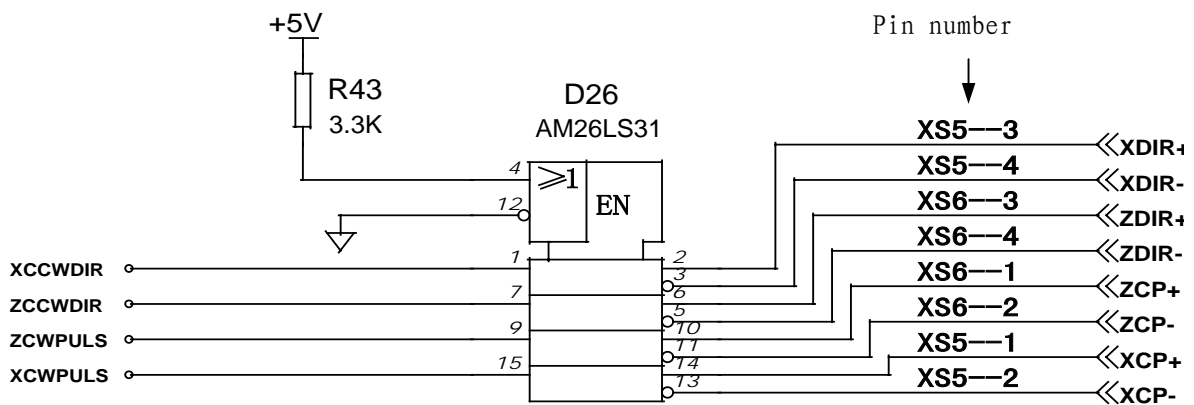 +5V
Pin number
R43
3.3K
D26
AM26LS31
XS5--3
XDIR+
4
≥1
XS5--4
XDIR-
12
EN
XS6--3
ZDIR+
XS6--4
ZDIR-
XCCWDIR
1
2
3
XS6--1
ZCP+
ZCCWDIR
7
6
5
XS6--2
ZCP-
ZCWPULS
9
10
11
XS5--1
XCP+
XCWPULS
15
14
13
XS5--2
XCP-